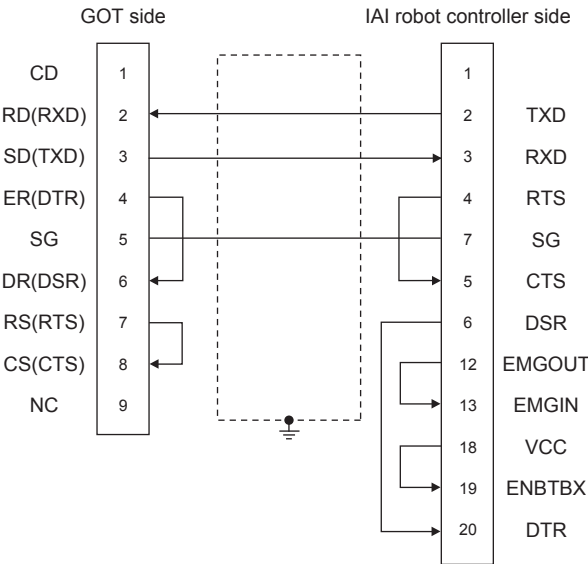 GOT side IAI robot controller side
CD 1 1
RD(RXD) 2 2 TXD
SD(TXD) 3 3 RXD
ER(DTR) 4 4 RTS
SG 5 7 SG
DR(DSR) 6 5 CTS
RS(RTS) 7 6 DSR
CS(CTS) 8 12 EMGOUT
NC 9 13 EMGIN
18 VCC
19 ENBTBX
20 DTR